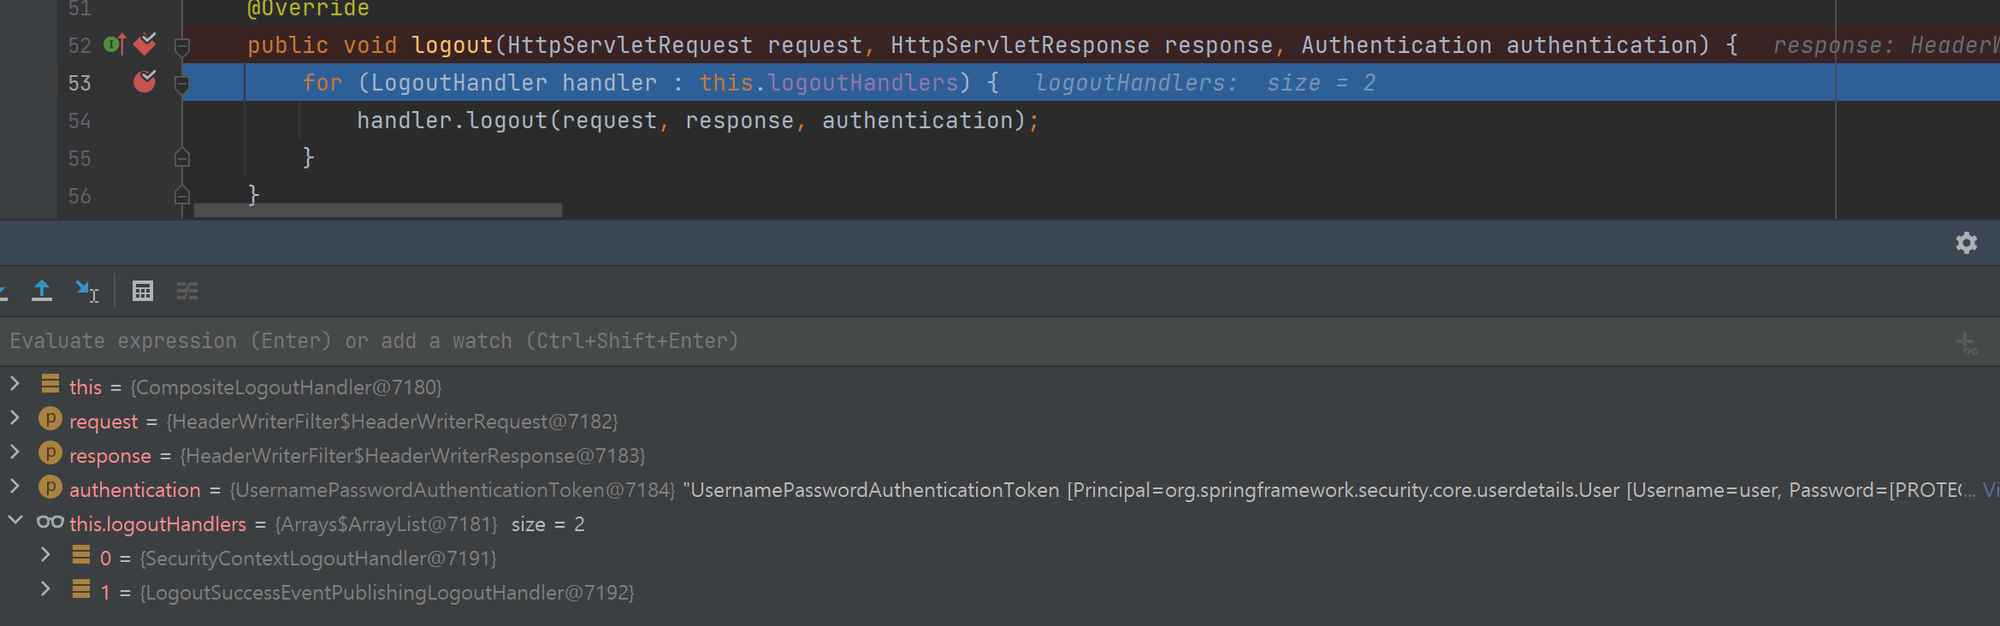 51 @Override
52 public void logout(HttpServletRequest request, HttpServletResponse response, Authentication authentication) { response: HeaderW
53 for (LogoutHandler handler : this.logoutHandlers) { logoutHandlers: size = 2
54 handler.logout(request, response, authentication);
55 }
56 }
Evaluate expression (Enter) or add a watch (Ctrl+Shift+Enter)
this = {CompositeLogoutHandler@7180}
p request = {HeaderWriterFilter$HeaderWriterRequest@7182}
p response = {HeaderWriterFilter$HeaderWriterResponse@7183}
p authentication = {UsernamePasswordAuthenticationToken@7184} "UsernamePasswordAuthenticationToken [Principal=org.springframework.security.core.userdetails.User [Username=user, Password=[PROTEC... Vi
this.logoutHandlers = {Arrays$ArrayList@7181} size = 2
0 = {SecurityContextLogoutHandler@7191}
1 = {LogoutSuccessEventPublishingLogoutHandler@7192}